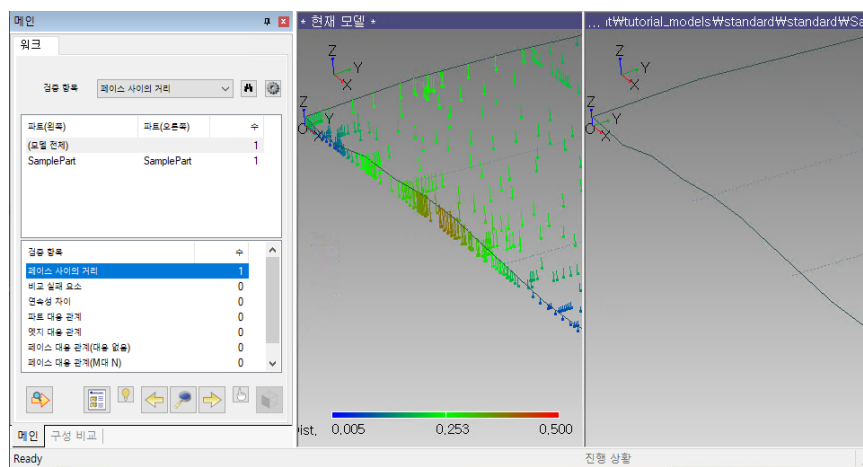 메인
워크
검증 항목 페이스 사이의 거리
파트(왼쪽) 파트(오른쪽) 수
(모델 전체) 1
SamplePart SamplePart 1
검증 항목 수
페이스 사이의 거리 1
비교 실패 요소 0
연속성 차이 0
파트 대응 관계 0
엣지 대응 관계 0
페이스 대응 관계(대응 없음) 0
페이스 대응 관계(M대 N) 0
메인 구성 비교
Ready
* 현재 모델 *
Z
Y
X
Z
Y
O X
ist. 0.005 0.253 0.500
... ıt₩tutorial_models₩standard₩standard₩Sa
Z
Y
X
Z
Y
O X
진행 상황